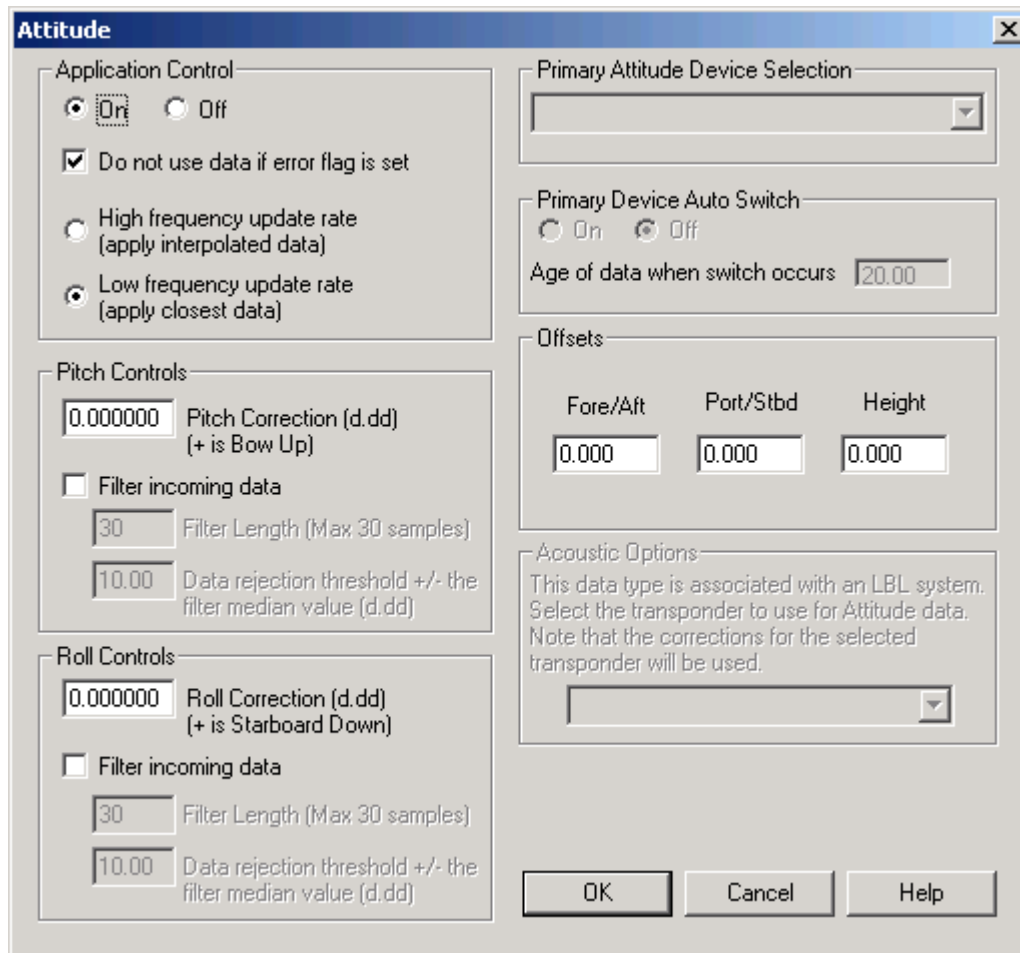 Attitude
Application Control
On
Off
Do not use data if error flag is set
High frequency update rate
(apply interpolated data)
Low frequency update rate
(apply closest data)
Pitch Controls
0.000000
Pitch Correction (d.dd)
(+ is Bow Up)
Filter incoming data
30
Filter Length (Max 30 samples)
10.00
Data rejection threshold +/- the
filter median value (d.dd)
Roll Controls
0.000000
Roll Correction (d.dd)
(+ is Starboard Down)
Filter incoming data
30
Filter Length (Max 30 samples)
10.00
Data rejection threshold +/- the
filter median value (d.dd)
Primary Attitude Device Selection
Primary Device Auto Switch
On
Off
Age of data when switch occurs
20.00
Offsets
Fore/Aft
Port/Stbd
Height
0.000
0.000
0.000
Acoustic Options
This data type is associated with an LBL system.
Select the transponder to use for Attitude data.
Note that the corrections for the selected
transponder will be used.
OK
Cancel
Help